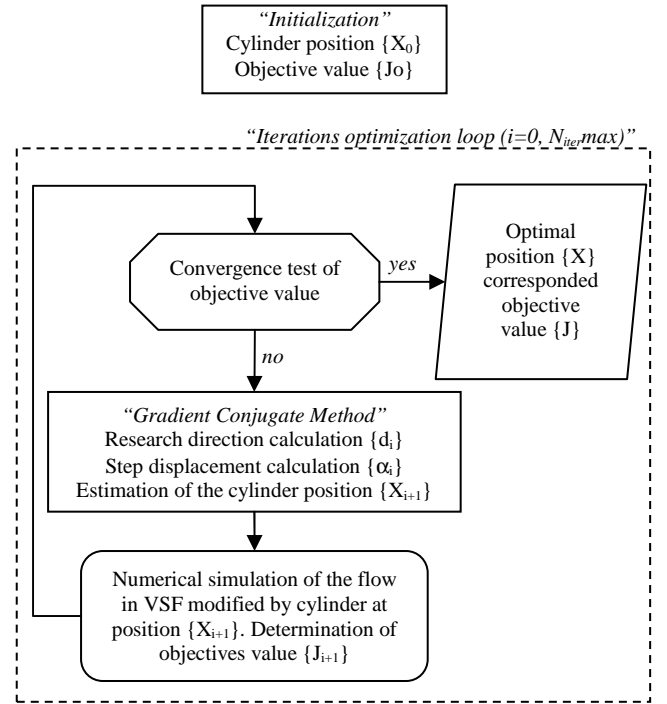 “Initialization”
Cylinder position {X₀}
Objective value {Jo}
“Iterations optimization loop (i=0, Nᵢₜₑᵣmax)”
Convergence test of
objective value
yes
Optimal
position {X}
corresponded
objective
value {J}
no
“Gradient Conjugate Method”
Research direction calculation {dᵢ}
Step displacement calculation {αᵢ}
Estimation of the cylinder position {Xᵢ₊₁}
Numerical simulation of the flow
in VSF modified by cylinder at
position {Xᵢ₊₁}. Determination of
objectives value {Jᵢ₊₁}